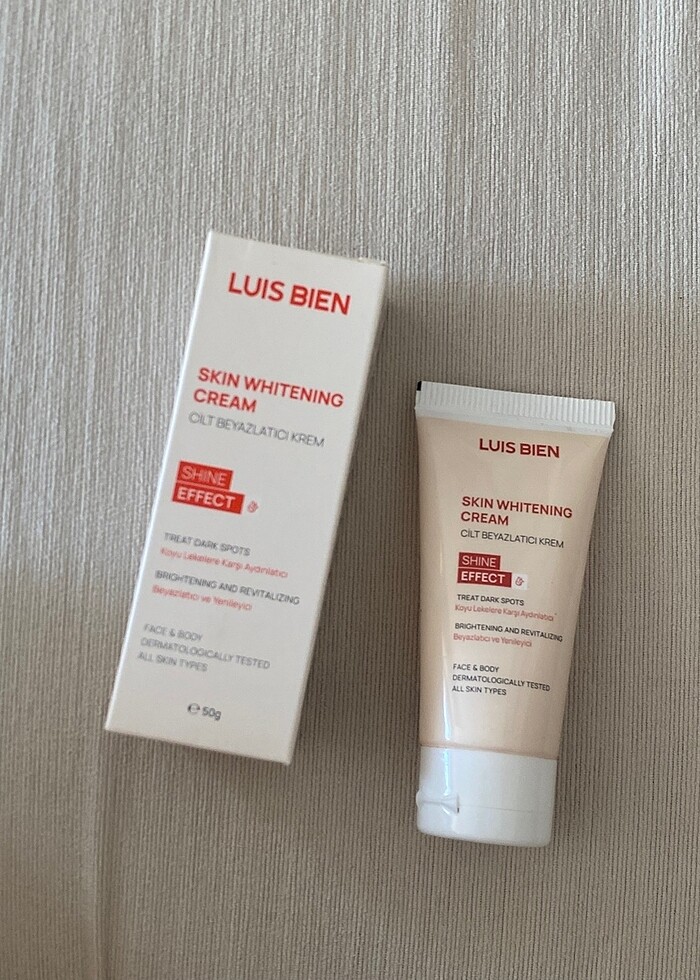 LUIS BIEN
SKIN WHITENING
CREAM
CİLT BEYAZLATICI KREM
SHINE
EFFECT
TREAT DARK SPOTS
Koyu Lekelere Karşı Aydınlatıcı
BRIGHTENING AND REVITALIZING
Beyazlatıcı ve Yenileyici
FACE & BODY
DERMATOLOGICALLY TESTED
ALL SKIN TYPES
℮ 50g
LUIS BIEN
SKIN WHITENING
CREAM
CİLT BEYAZLATICI KREM
SHINE
EFFECT
TREAT DARK SPOTS
Koyu Lekelere Karşı Aydınlatıcı
BRIGHTENING AND REVITALIZING
Beyazlatıcı ve Yenileyici
FACE & BODY
DERMATOLOGICALLY TESTED
ALL SKIN TYPES